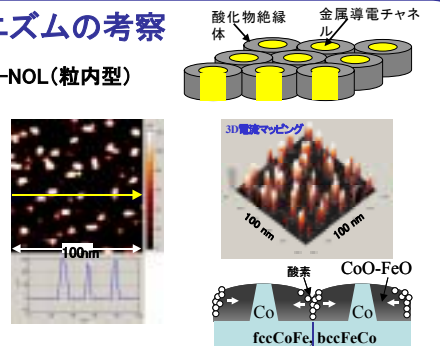 ニズムの考察
-NOL(粒内型)
酸化物絶縁
体
金属導電チャネ
ル
3D電流マッピング
100nm
100 nm
100 nm
酸素
CoO-FeO
Co
Co
fccCoFe, bccFeCo